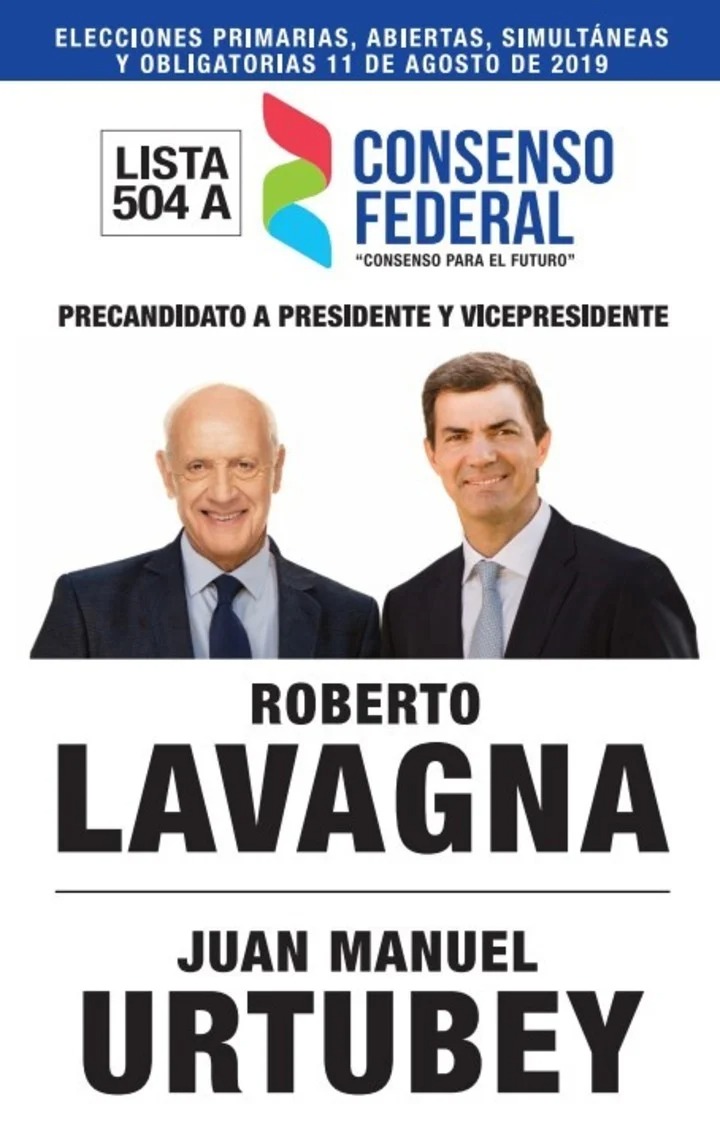 ELECCIONES PRIMARIAS, ABIERTAS, SIMULTÁNEAS
Y OBLIGATORIAS 11 DE AGOSTO DE 2019
LISTA
504 A
CONSENSO
FEDERAL
“CONSENSO PARA EL FUTURO”
PRECANDIDATO A PRESIDENTE Y VICEPRESIDENTE
ROBERTO
LAVAGNA
JUAN MANUEL
URTUBEY